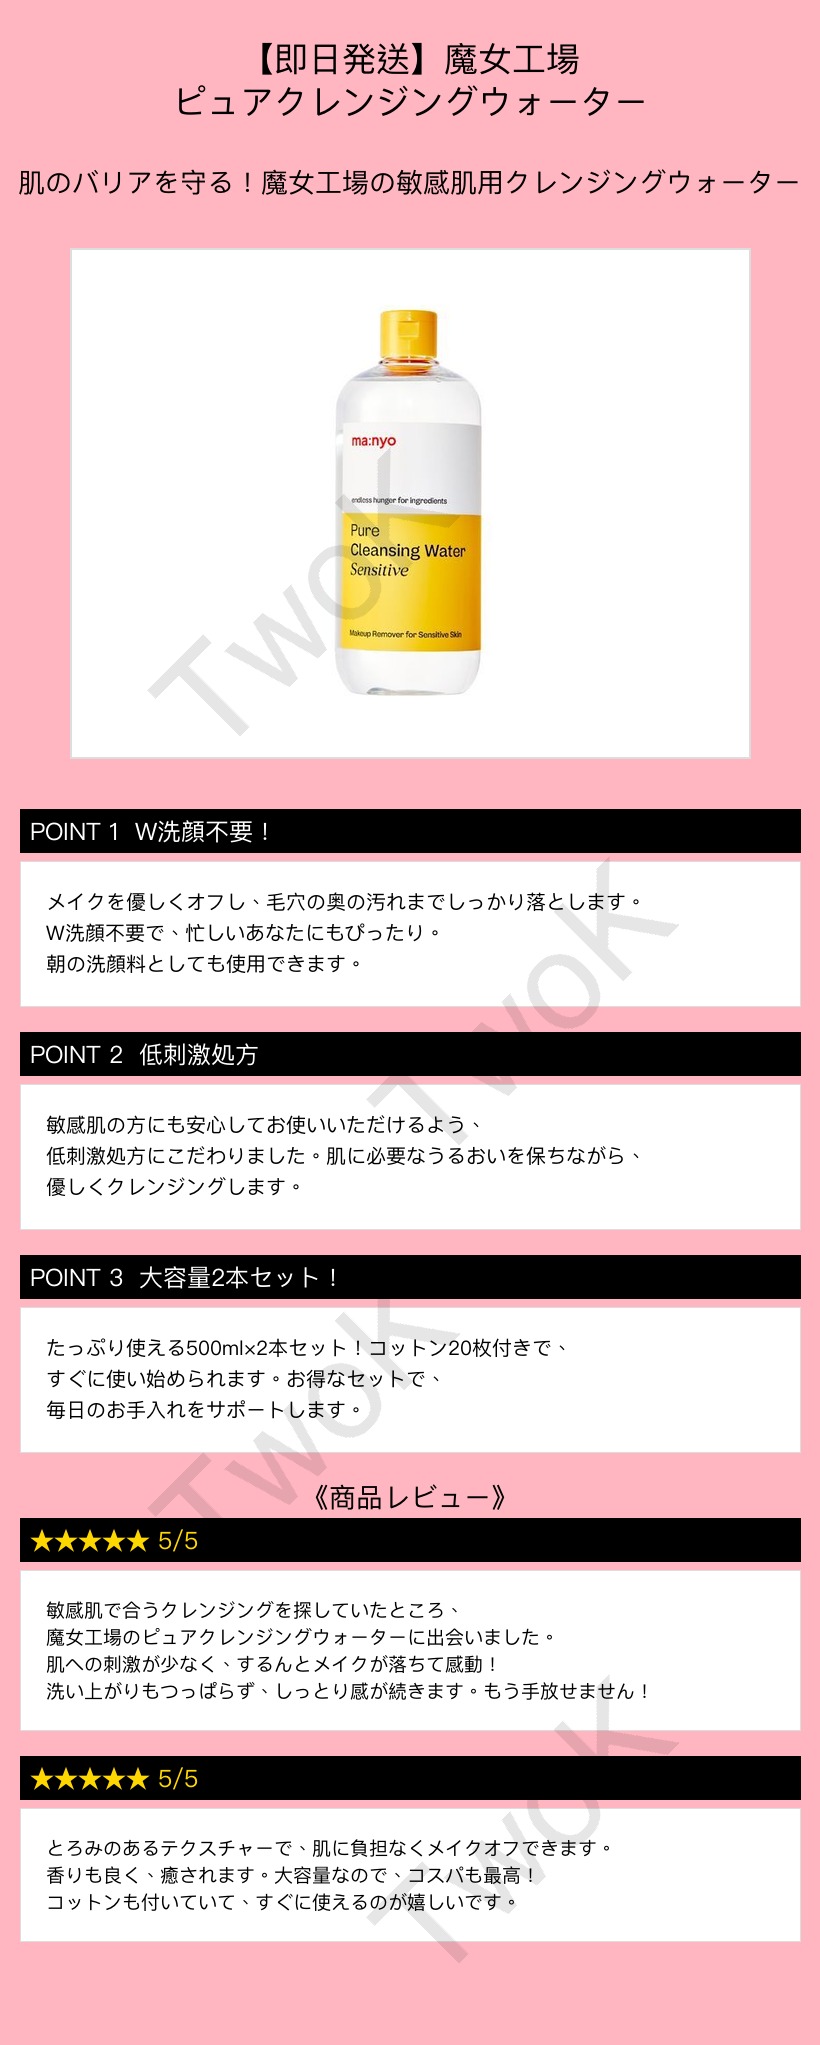 【即日発送】魔女工場
ピュアクレンジングウォーター
肌のバリアを守る！魔女工場の敏感肌用クレンジングウォーター
ma:nyo
endless hunger for ingredients
Pure
Cleansing Water
Sensitive
Makeup Remover for Sensitive Skin
TwoK
POINT 1 W洗顔不要！
メイクを優しくオフし、毛穴の奥の汚れまでしっかり落とします。
W洗顔不要で、忙しいあなたにもぴったり。
朝の洗顔料としても使用できます。
TwoK
POINT 2 低刺激処方
敏感肌の方にも安心してお使いいただけるよう、
低刺激処方にこだわりました。肌に必要なうるおいを保ちながら、
優しくクレンジングします。
POINT 3 大容量2本セット！
たっぷり使える500ml×2本セット！コットン20枚付きで、
すぐに使い始められます。お得なセットで、
毎日のお手入れをサポートします。
TwoK
《商品レビュー》
★★★★★ 5/5
敏感肌で合うクレンジングを探していたところ、
魔女工場のピュアクレンジングウォーターに出会いました。
肌への刺激が少なく、するんとメイクが落ちて感動！
洗い上がりもつっぱらず、しっとり感が続きます。もう手放せません！
★★★★★ 5/5
とろみのあるテクスチャーで、肌に負担なくメイクオフできます。
香りも良く、癒されます。大容量なので、コスパも最高！
コットンも付いていて、すぐに使えるのが嬉しいです。
TwoK